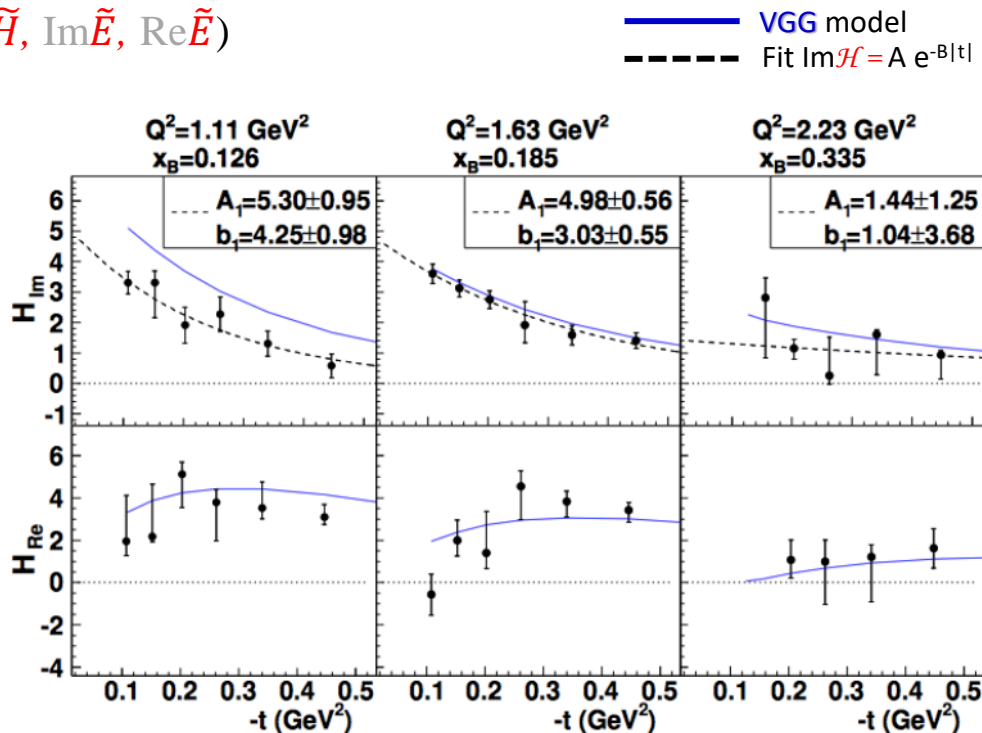 H̃, ImẼ, ReẼ)
VGG model
Fit Imℋ = A e^-B|t|
Q²=1.11 GeV²
x_B=0.126
Q²=1.63 GeV²
x_B=0.185
Q²=2.23 GeV²
x_B=0.335
A₁=5.30±0.95
b₁=4.25±0.98
A₁=4.98±0.56
b₁=3.03±0.55
A₁=1.44±1.25
b₁=1.04±3.68
H_Im
6
5
4
3
2
1
0
-1
H_Re
6
4
2
0
-2
-4
0.1 0.2 0.3 0.4 0.5
0.1 0.2 0.3 0.4 0.5
0.1 0.2 0.3 0.4 0.5
-t (GeV²)
-t (GeV²)
-t (GeV²)